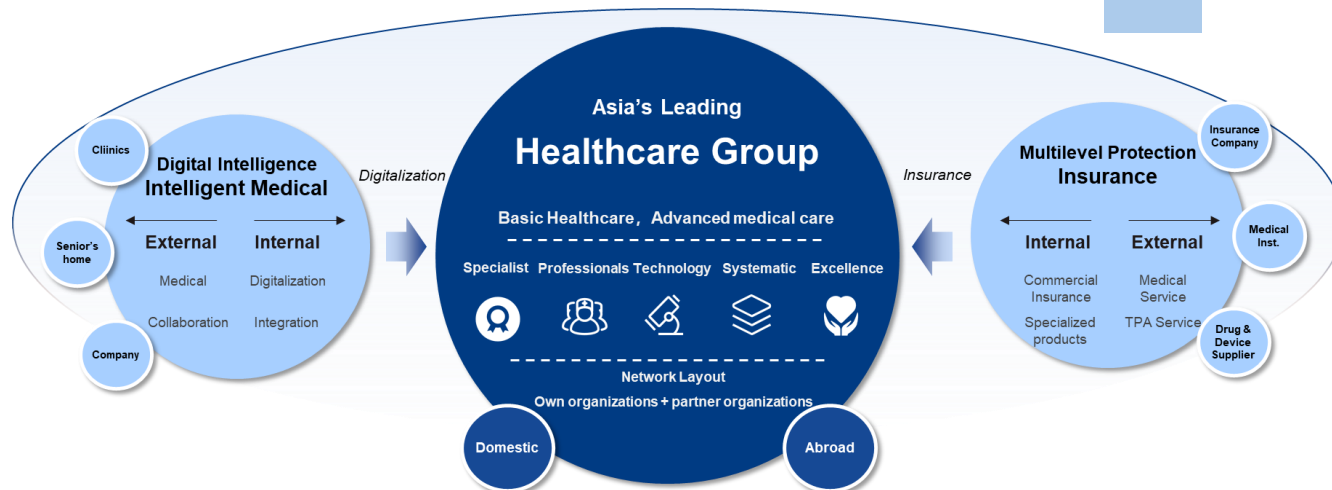 Cliinics
Senior's
home
Company
Digital Intelligence
Intelligent Medical
External
Internal
Medical
Digitalization
Collaboration
Integration
Digitalization
Asia's Leading
Healthcare Group
Basic Healthcare, Advanced medical care
Specialist Professionals Technology Systematic Excellence
Network Layout
Own organizations + partner organizations
Domestic
Abroad
Insurance
Multilevel Protection
Insurance
Internal
External
Commercial
Insurance
Medical
Service
Specialized
products
TPA Service
Insurance
Company
Medical
Inst.
Drug &
Device
Supplier